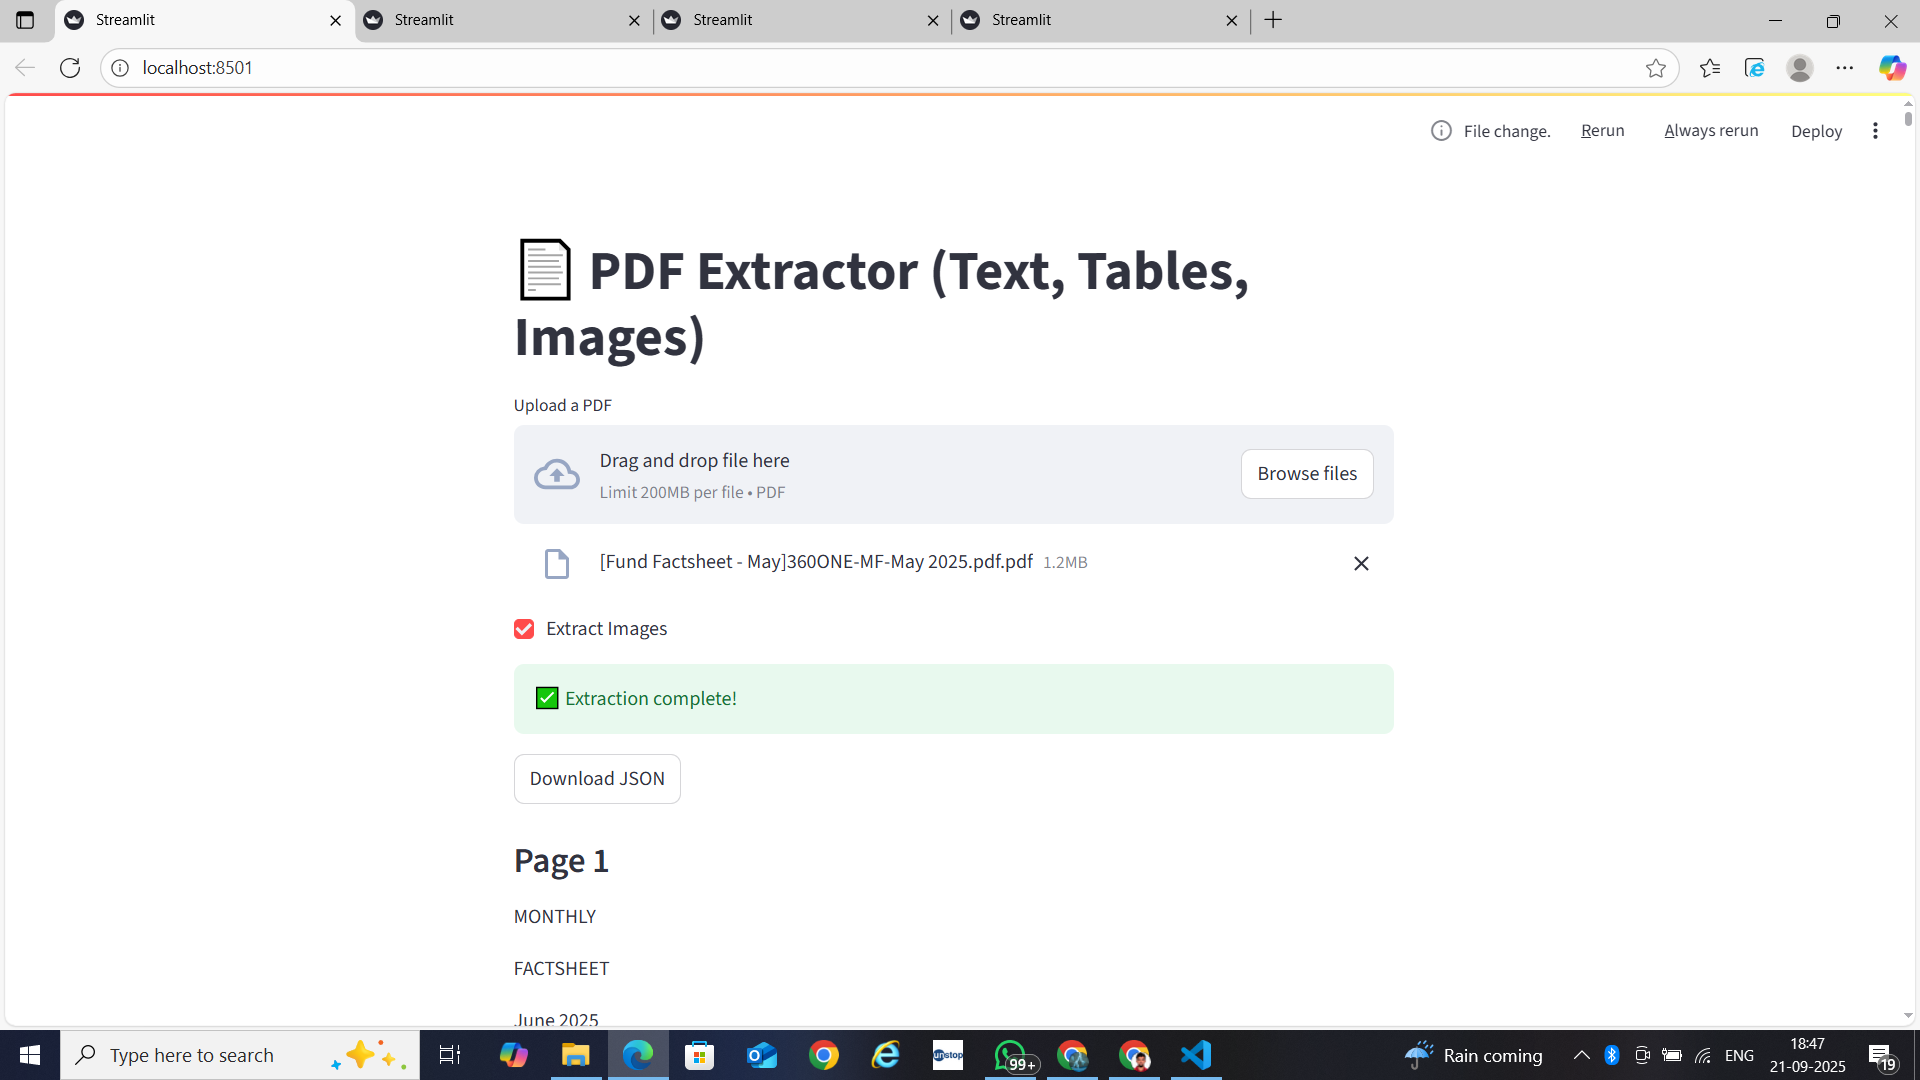 Streamlit
Streamlit
Streamlit
Streamlit
localhost:8501
File change. Rerun Always rerun Deploy
PDF Extractor (Text, Tables,
Images)
Upload a PDF
Drag and drop file here
Limit 200MB per file • PDF
Browse files
[Fund Factsheet - May]360ONE-MF-May 2025.pdf.pdf 1.2MB
Extract Images
Extraction complete!
Download JSON
Page 1
MONTHLY
FACTSHEET
June 2025
Type here to search
unstop
99+
Rain coming
ENG
18:47
21-09-2025
19